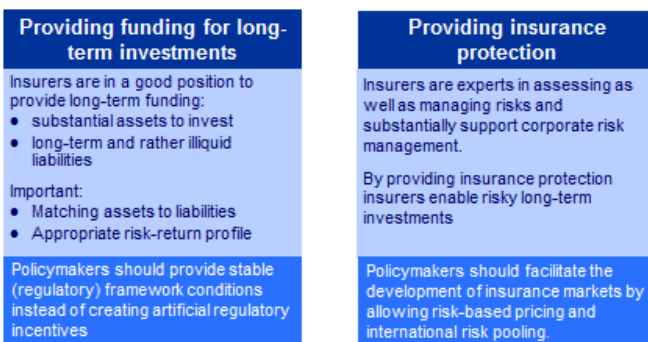 Providing funding for long-
term investments
Insurers are in a good position to
provide long-term funding:
• substantial assets to invest
• long-term and rather illiquid
liabilities
Important:
• Matching assets to liabilities
• Appropriate risk-return profile
Policymakers should provide stable
(regulatory) framework conditions
instead of creating artificial regulatory
incentives
Providing insurance
protection
Insurers are experts in assessing as
well as managing risks and
substantially support corporate risk
management.
By providing insurance protection
insurers enable risky long-term
investments
Policymakers should facilitate the
development of insurance markets by
allowing risk-based pricing and
international risk pooling.